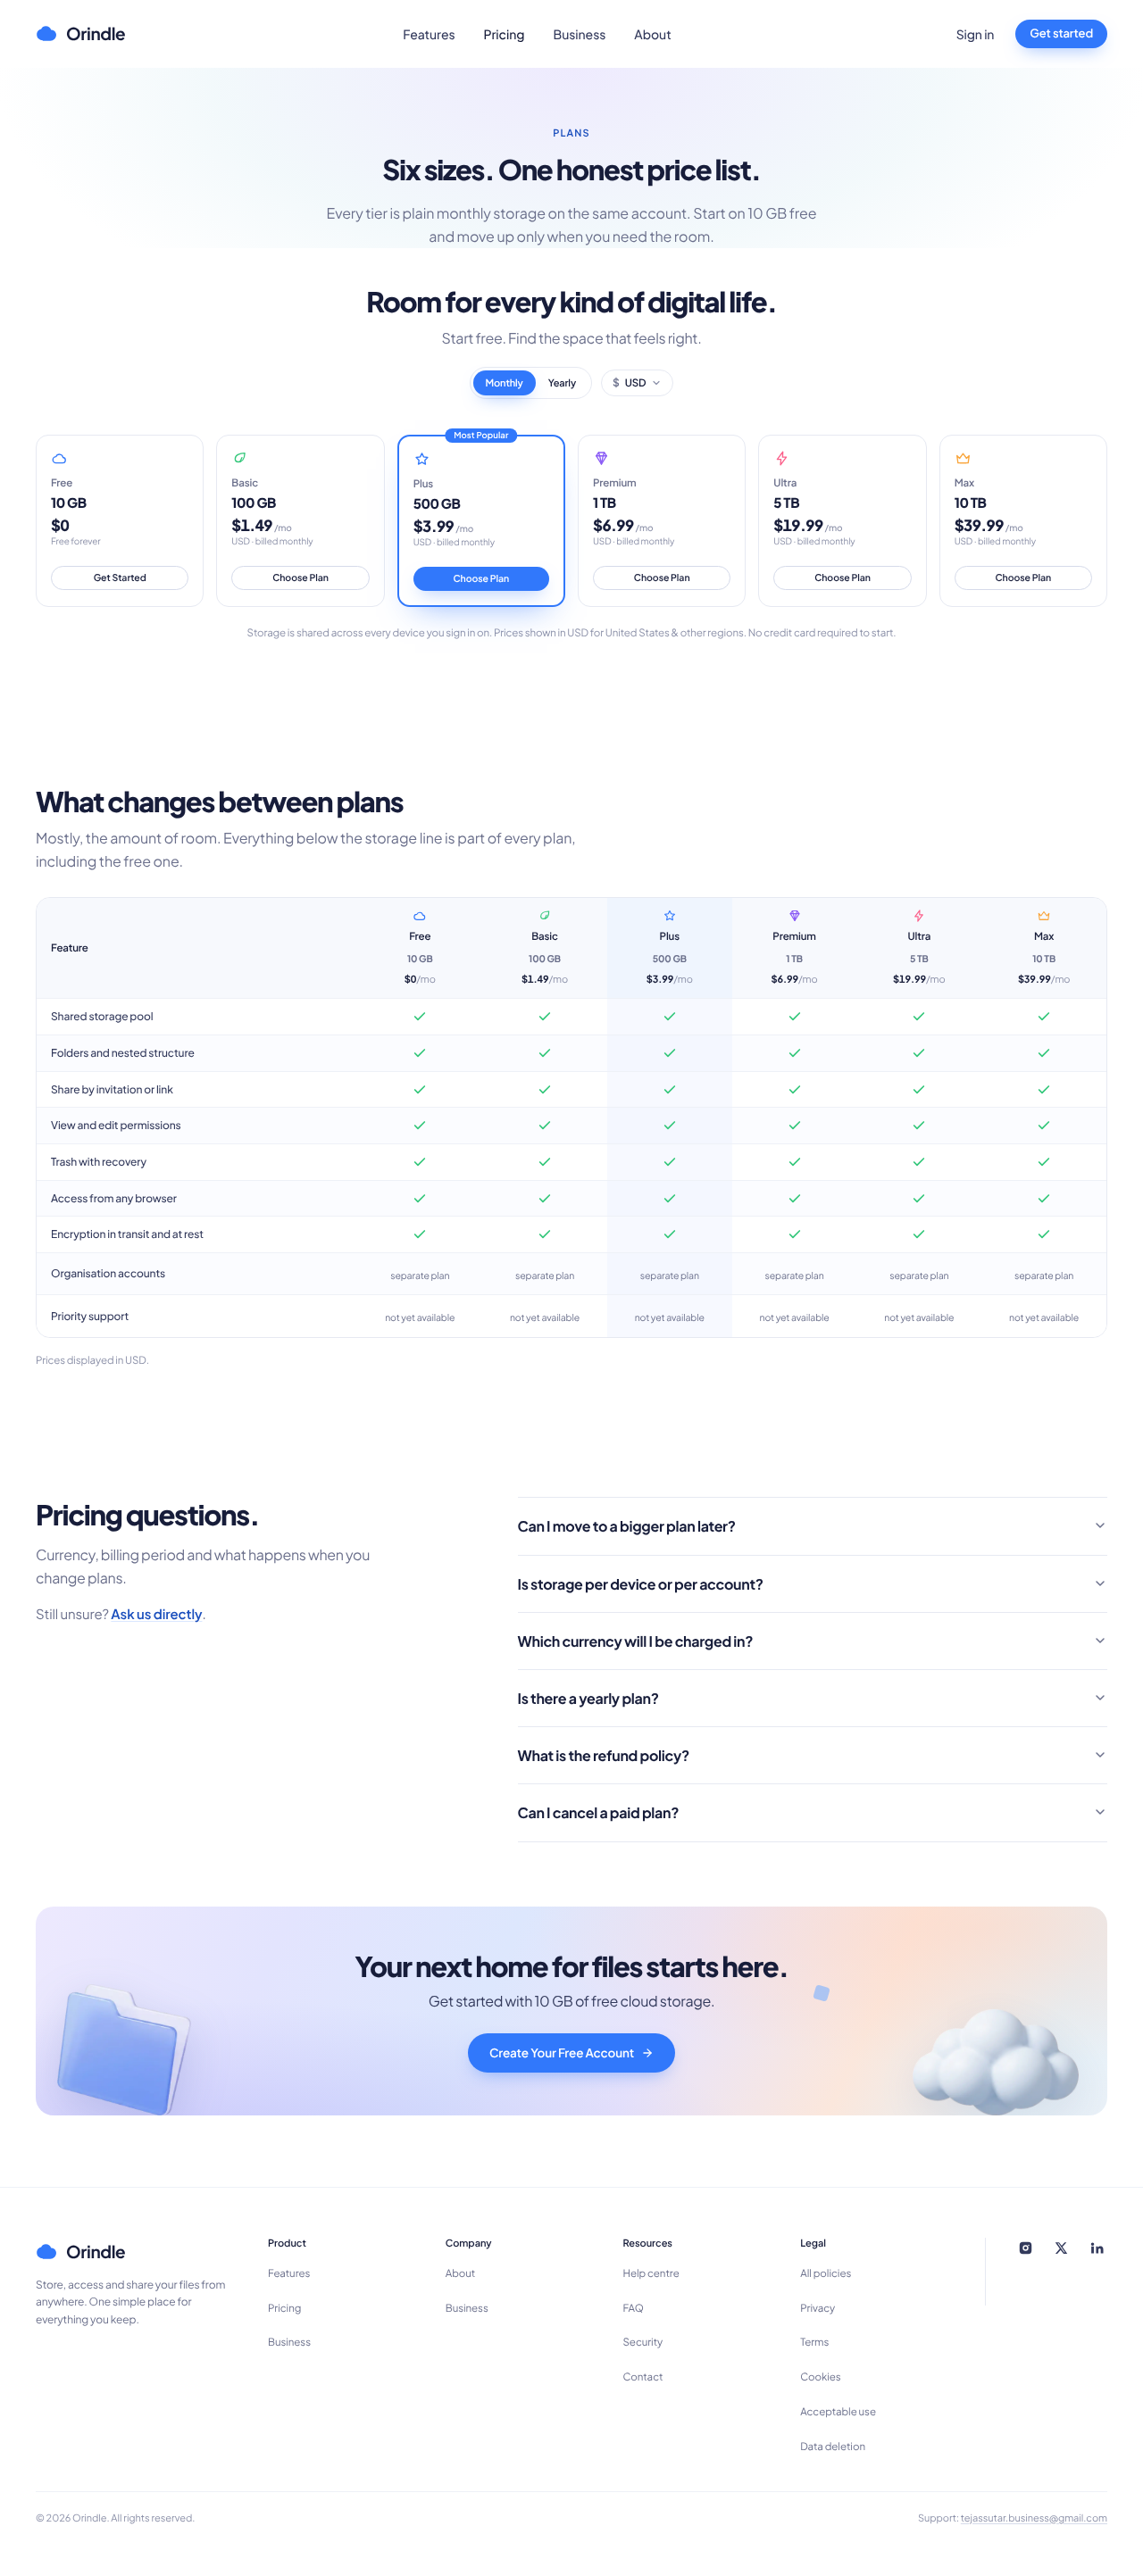 Orindle
Features
Pricing
Business
About
Sign in
Get started
PLANS
Six sizes. One honest price list.
Every tier is plain monthly storage on the same account. Start on 10 GB free
and move up only when you need the room.
Room for every kind of digital life.
Start free. Find the space that feels right.
Monthly
Yearly
$ USD
Free
10 GB
$0
Free forever
Get Started
Basic
100 GB
$1.49 /mo
USD · billed monthly
Choose Plan
Most Popular
Plus
500 GB
$3.99 /mo
USD · billed monthly
Choose Plan
Premium
1 TB
$6.99 /mo
USD · billed monthly
Choose Plan
Ultra
5 TB
$19.99 /mo
USD · billed monthly
Choose Plan
Max
10 TB
$39.99 /mo
USD · billed monthly
Choose Plan
Storage is shared across every device you sign in on. Prices shown in USD for United States & other regions. No credit card required to start.
What changes between plans
Mostly, the amount of room. Everything below the storage line is part of every plan,
including the free one.
Feature
Free
10 GB
$0/mo
Basic
100 GB
$1.49/mo
Plus
500 GB
$3.99/mo
Premium
1 TB
$6.99/mo
Ultra
5 TB
$19.99/mo
Max
10 TB
$39.99/mo
Shared storage pool
Folders and nested structure
Share by invitation or link
View and edit permissions
Trash with recovery
Access from any browser
Encryption in transit and at rest
Organisation accounts separate plan separate plan separate plan separate plan separate plan separate plan
Priority support not yet available not yet available not yet available not yet available not yet available not yet available
Prices displayed in USD.
Pricing questions.
Currency, billing period and what happens when you
change plans.
Still unsure? Ask us directly.
Can I move to a bigger plan later?
Is storage per device or per account?
Which currency will I be charged in?
Is there a yearly plan?
What is the refund policy?
Can I cancel a paid plan?
Your next home for files starts here.
Get started with 10 GB of free cloud storage.
Create Your Free Account
Orindle
Store, access and share your files from
anywhere. One simple place for
everything you keep.
Product
Features
Pricing
Business
Company
About
Business
Resources
Help centre
FAQ
Security
Contact
Legal
All policies
Privacy
Terms
Cookies
Acceptable use
Data deletion
© 2026 Orindle. All rights reserved.
Support: tejassutar.business@gmail.com